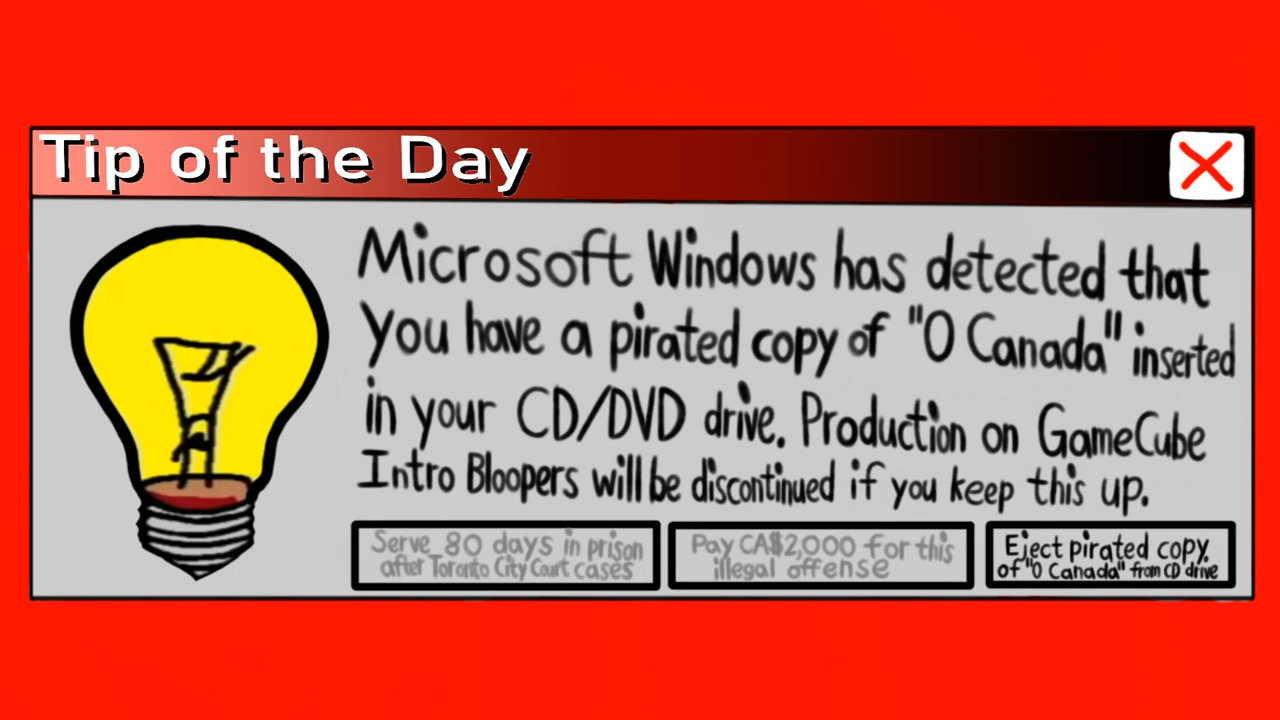 Tip of the Day
Microsoft Windows has detected that
you have a pirated copy of "O Canada" inserted
in your CD/DVD drive. Production on GameCube
Intro Bloopers will be discontinued if you keep this up.
Serve 80 days in prison
after Toronto City Court cases
Pay CA$2,000 for this
illegal offense
Eject pirated copy
of "O Canada" from CD drive